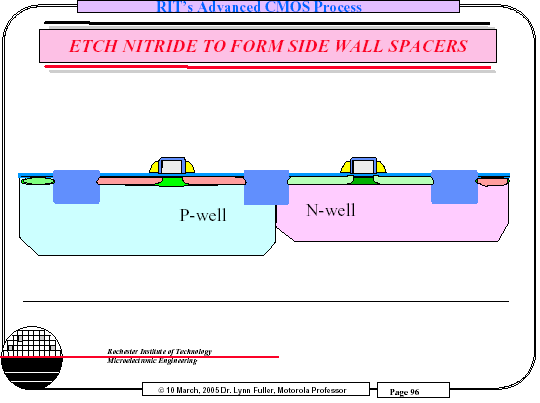 RIT's Advanced CMOS Process
ETCH NITRIDE TO FORM SIDE WALL SPACERS
P-well
N-well
Rochester Institute of Technology
Microelectronic Engineering
© 10 March, 2005 Dr. Lynn Fuller, Motorola Professor
Page 96